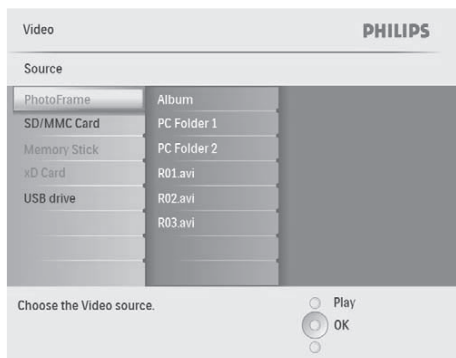 Video
PHILIPS
Source
PhotoFrame
SD/MMC Card
Memory Stick
xD Card
USB drive
Album
PC Folder 1
PC Folder 2
R01.avi
R02.avi
R03.avi
Choose the Video source.
Play
OK